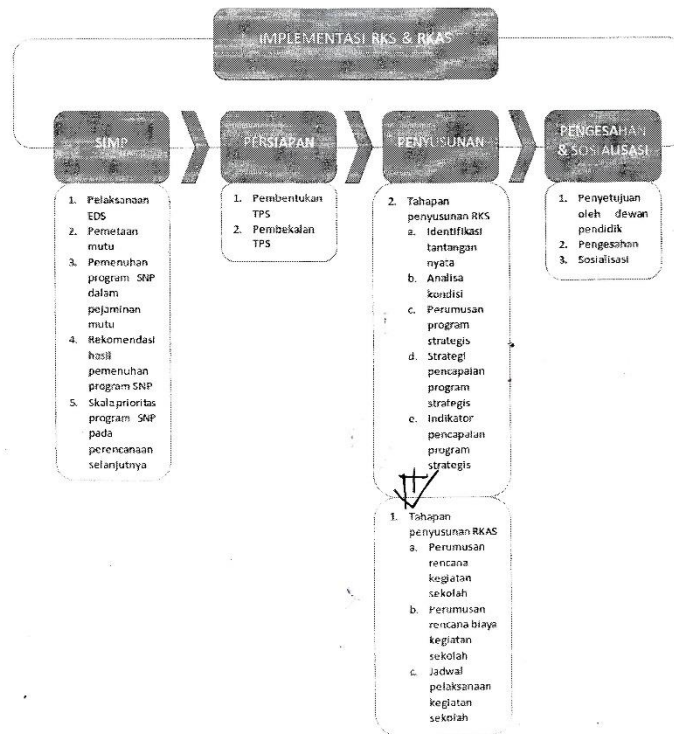 IMPLEMENTASI RKS & RKAS
SIMP
1. Pelaksanaan
EDS
2. Pemetaan
mutu
3. Pemenuhan
program SNP
dalam
pejaminan
mutu
4. Rekomendasi
hasil
pemenuhan
program SNP
5. Skala prioritas
program SNP
pada
perencanaan
selanjutnya
PERSIAPAN
1. Pembentukan
TPS
2. Pembekalan
TPS
PENYUSUNAN
2. Tahapan
penyusunan RKS
a. Identifikasi
tantangan
nyata
b. Analisa
kondisi
c. Perumusan
program
strategis
d. Strategi
pencapaian
program
strategis
e. Indikator
pencapaian
program
strategis
1. Tahapan
penyusunan RKAS
a. Perumusan
rencana
kegiatan
sekolah
b. Perumusan
rencana biaya
kegiatan
sekolah
c. Jadwal
pelaksanaan
kegiatan
sekolah
PENGESAHAN
& SOSIALISASI
1. Penyetujuan
oleh dewan
pendidik
2. Pengesahan
3. Sosialisasi